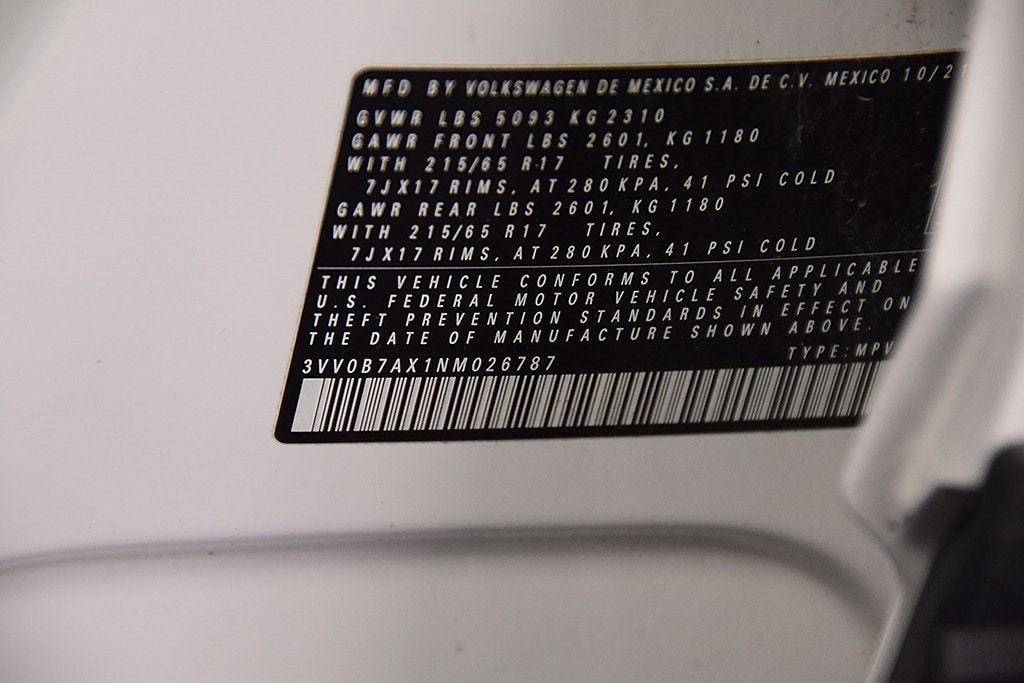 MFD BY VOLKSWAGEN DE MEXICO S.A. DE C.V. MEXICO 10/21
GVWR LBS 5093 KG 2310
GAWR FRONT LBS 2601, KG 1180
WITH 215/65 R17 TIRES,
7JX17 RIMS, AT 280 KPA, 41 PSI COLD
GAWR REAR LBS 2601, KG 1180
WITH 215/65 R17 TIRES,
7JX17 RIMS, AT 280 KPA, 41 PSI COLD
THIS VEHICLE CONFORMS TO ALL APPLICABLE
U.S. FEDERAL MOTOR VEHICLE SAFETY AND
THEFT PREVENTION STANDARDS IN EFFECT ON
THE DATE OF MANUFACTURE SHOWN ABOVE.
3VV0B7AX1NM026787 TYPE: MPV